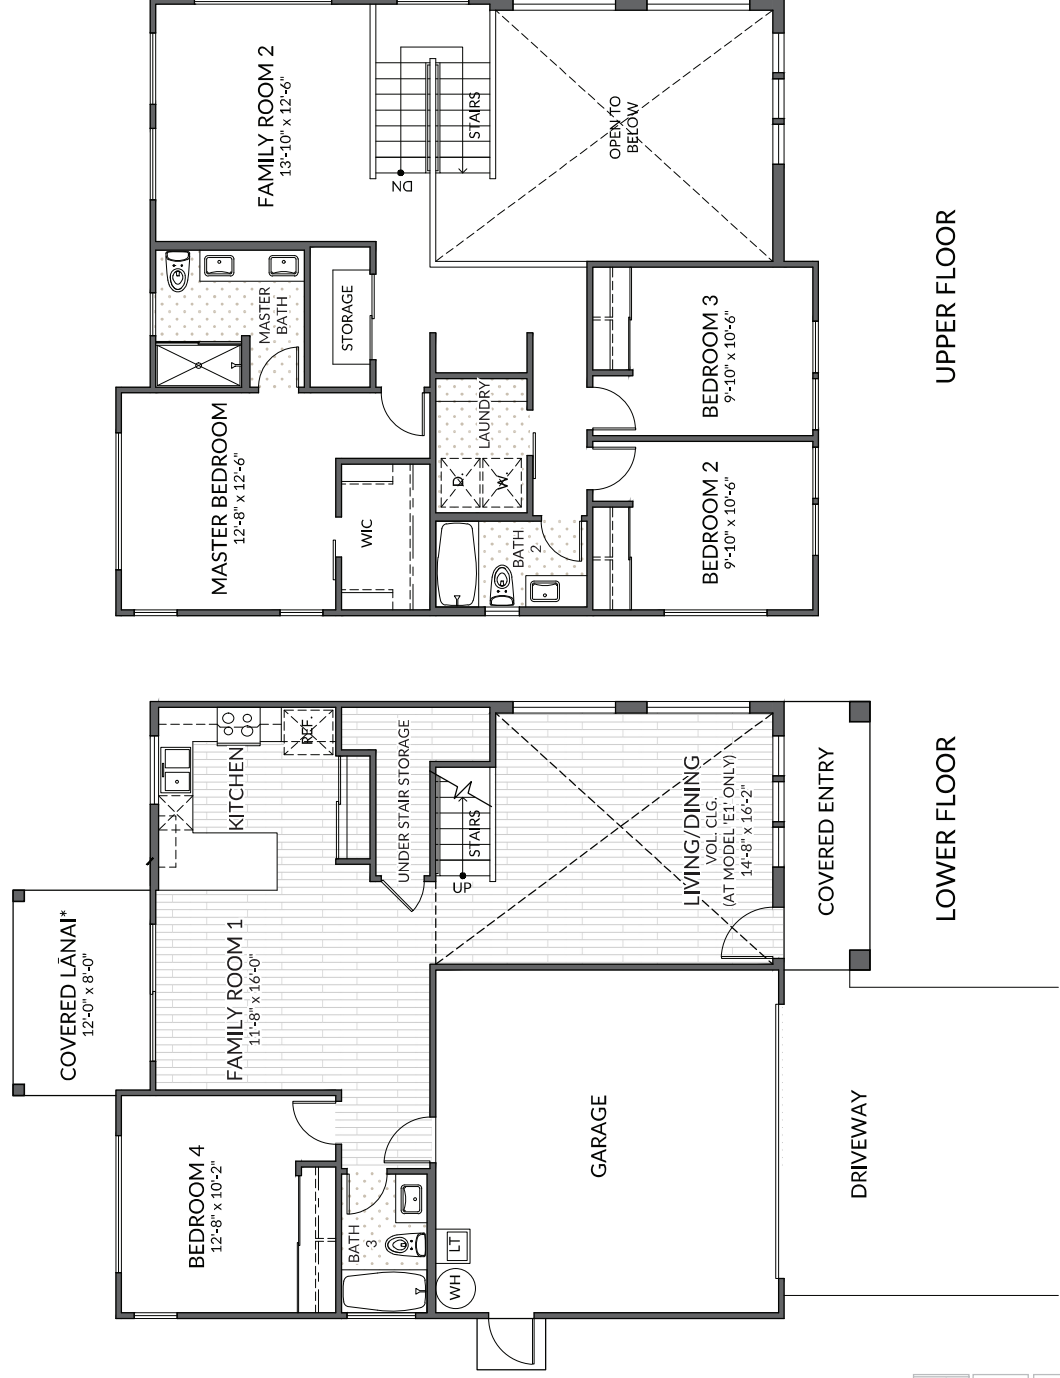 UPPER FLOOR
FAMILY ROOM 2
13'-10" x 12'-6"
STAIRS
DN
OPEN TO
BELOW
MASTER
BATH
STORAGE
MASTER BEDROOM
12'-8" x 12'-6"
WIC
LAUNDRY
D.
W.
BATH
2
BEDROOM 3
9'-10" x 10'-6"
BEDROOM 2
9'-10" x 10'-6"
LOWER FLOOR
KITCHEN
REF.
UNDER STAIR STORAGE
STAIRS
UP
LIVING/DINING
VOL. CLG.
(AT MODEL 'E1' ONLY)
14'-8" x 16'-2"
COVERED ENTRY
COVERED LĀNAI*
12'-0" x 8'-0"
FAMILY ROOM 1
11'-8" x 16'-0"
BEDROOM 4
12'-8" x 10'-2"
BATH
3
LT
WH
GARAGE
DRIVEWAY